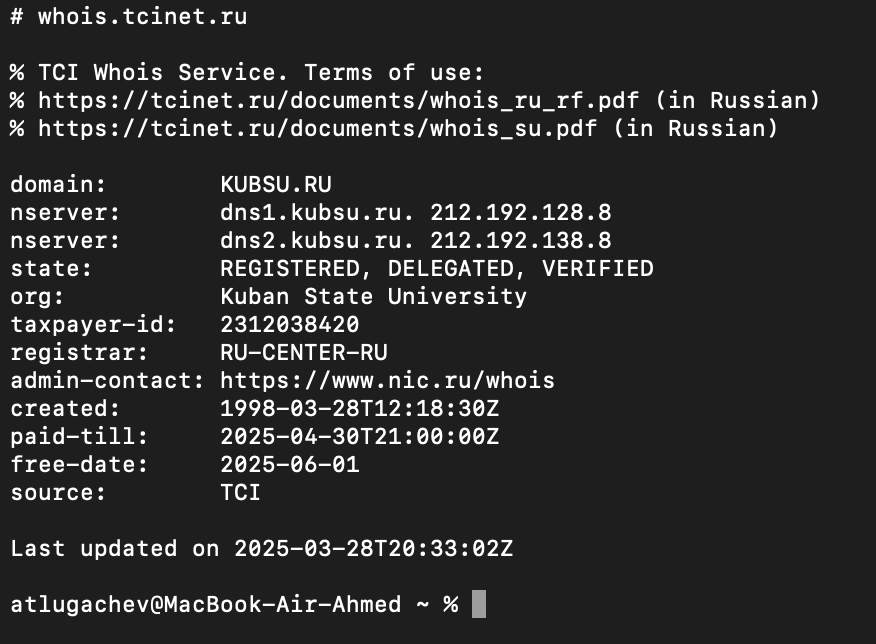 # whois.tcinet.ru
% TCI Whois Service. Terms of use:
% https://tcinet.ru/documents/whois_ru_rf.pdf (in Russian)
% https://tcinet.ru/documents/whois_su.pdf (in Russian)
domain: KUBSU.RU
nserver: dns1.kubsu.ru. 212.192.128.8
nserver: dns2.kubsu.ru. 212.192.138.8
state: REGISTERED, DELEGATED, VERIFIED
org: Kuban State University
taxpayer-id: 2312038420
registrar: RU-CENTER-RU
admin-contact: https://www.nic.ru/whois
created: 1998-03-28T12:18:30Z
paid-till: 2025-04-30T21:00:00Z
free-date: 2025-06-01
source: TCI
Last updated on 2025-03-28T20:33:02Z
atlugachev@MacBook-Air-Ahmed ~ %